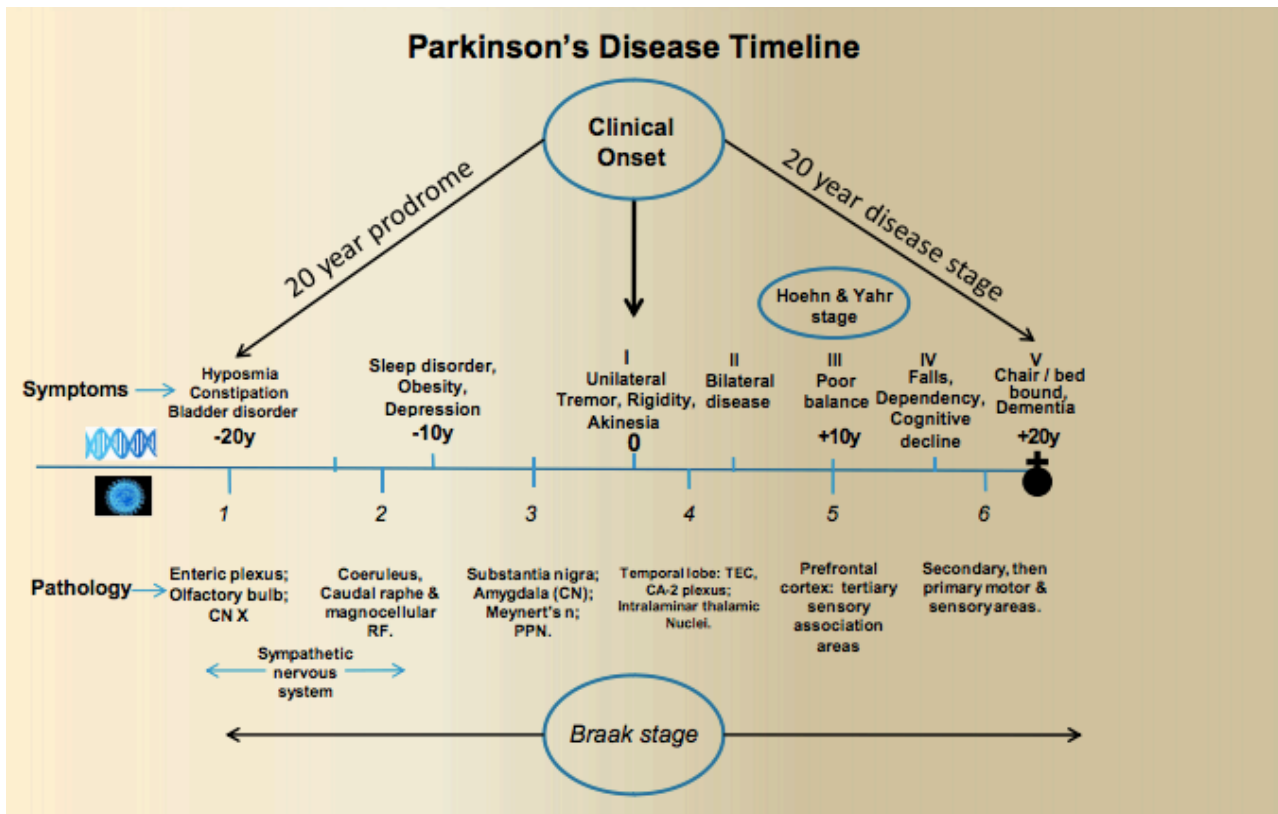 Parkinson's Disease Timeline
Clinical
Onset
20 year prodrome
20 year disease stage
Hoehn & Yahr
stage
Symptoms
Hyposmia
Constipation
Bladder disorder
-20y
Sleep disorder,
Obesity,
Depression
-10y
I
Unilateral
Tremor, Rigidity,
Akinesia
0
II
Bilateral
disease
III
Poor
balance
+10y
IV
Falls,
Dependency,
Cognitive
decline
V
Chair / bed
bound,
Dementia
+20y
1
2
3
4
5
6
Pathology
Enteric plexus;
Olfactory bulb;
CN X
Coeruleus,
Caudal raphe &
magnocellular
RF.
Substantia nigra;
Amygdala (CN);
Meynert's n;
PPN.
Temporal lobe: TEC,
CA-2 plexus;
Intralaminar thalamic
Nuclei.
Prefrontal
cortex: tertiary
sensory
association
areas
Secondary, then
primary motor &
sensory areas.
Sympathetic
nervous
system
Braak stage